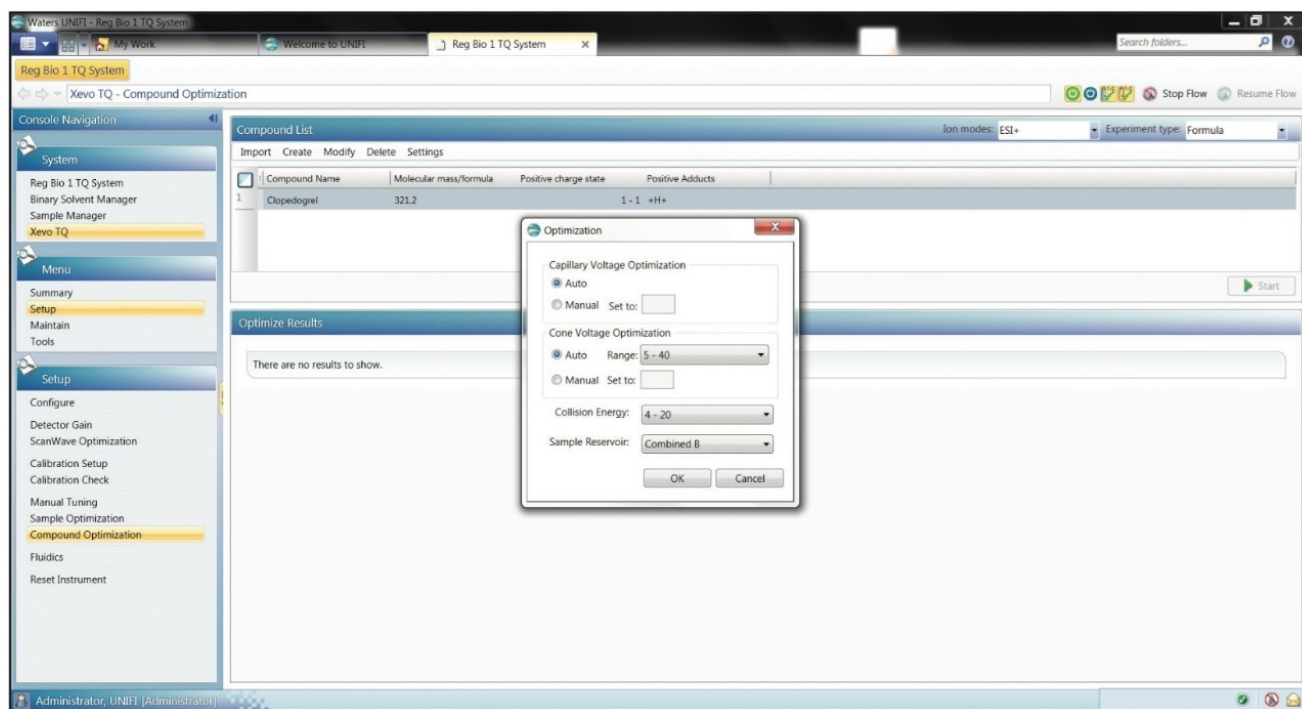 Waters UNIFI - Reg Bio 1 TQ System
My Work
Welcome to UNIFI
Reg Bio 1 TQ System
Search folders...
Reg Bio 1 TQ System
Xevo TQ - Compound Optimization
Stop Flow
Resume Flow
Console Navigation
System
Reg Bio 1 TQ System
Binary Solvent Manager
Sample Manager
Xevo TQ
Menu
Summary
Setup
Maintain
Tools
Setup
Configure
Detector Gain
ScanWave Optimization
Calibration Setup
Calibration Check
Manual Tuning
Sample Optimization
Compound Optimization
Fluidics
Reset Instrument
Compound List
Ion modes: ESI+
Experiment type: Formula
Import Create Modify Delete Settings
Compound Name Molecular mass/formula Positive charge state Positive Adducts
1 Clopedogrel 321.2 1 - 1 +H+
Start
Optimize Results
There are no results to show.
Optimization
Capillary Voltage Optimization
Auto
Manual Set to:
Cone Voltage Optimization
Auto Range: 5 - 40
Manual Set to:
Collision Energy: 4 - 20
Sample Reservoir: Combined B
OK Cancel
Administrator, UNIFI [Administrator]